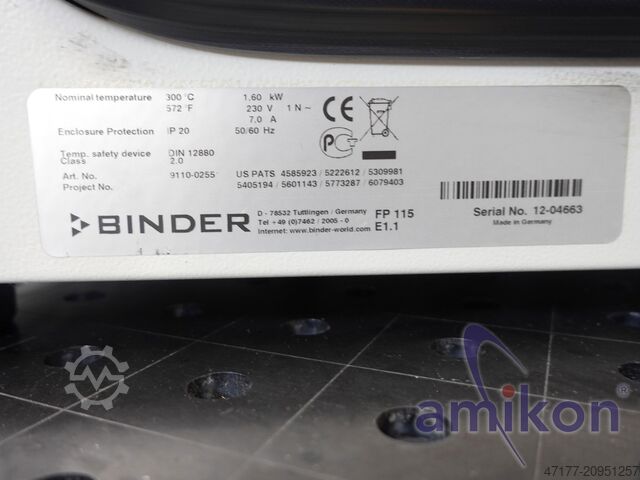 Nominal temperature 300 °C 1,60 kW
572 °F 230 V 1 N ~
7,0 A
Enclosure Protection IP 20 50/60 Hz
Temp. safety device DIN 12880
Class 2.0
Art. No. 9110-0255 US PATS 4585923 / 5222612 / 5309981
Project No. 5405194 / 5601143 / 5773287 / 6079403
CE
PC
BINDER
D - 78532 Tuttlingen / Germany
Tel +49 (0)7462 / 2005 - 0
Internet: www.binder-world.com
FP 115
E1.1
Serial No. 12-04663
Made in Germany
amikon
47177-20951257